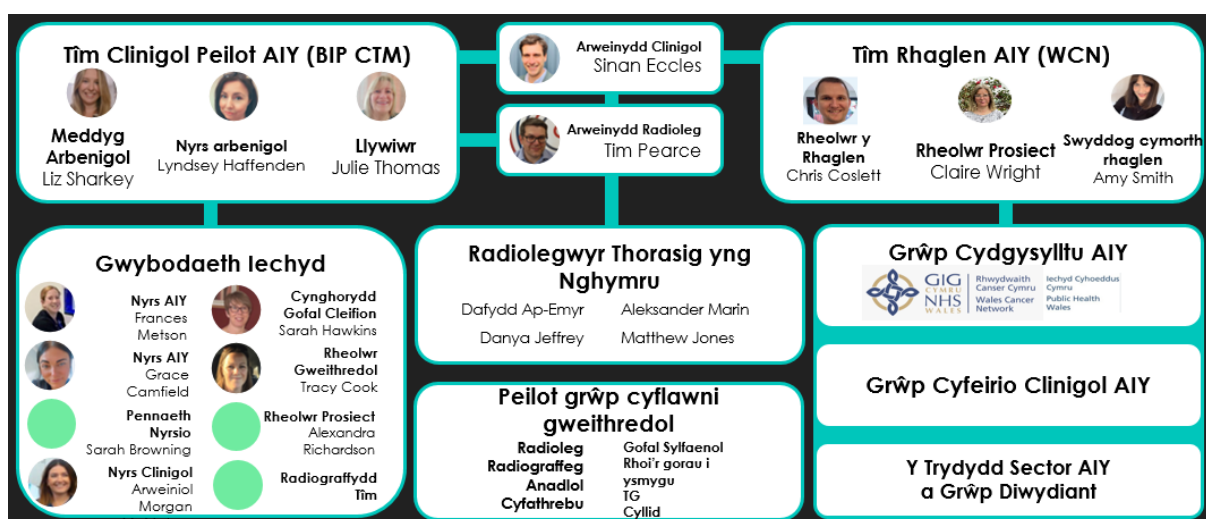 Tîm Clinigol Peilot AIY (BIP CTM)
Meddyg
Arbenigol
Liz Sharkey
Nyrs arbenigol
Lyndsey Haffenden
Llywiwr
Julie Thomas
Arweinydd Clinigol
Sinan Eccles
Arweinydd Radioleg
Tim Pearce
Tîm Rhaglen AIY (WCN)
Rheolwr y
Rhaglen
Chris Coslett
Rheolwr Prosiect
Claire Wright
Swyddog cymorth
rhaglen
Amy Smith
Gwybodaeth Iechyd
Nyrs AIY
Frances
Metson
Cynghorydd
Gofal Cleifion
Sarah Hawkins
Nyrs AIY
Grace
Camfield
Rheolwr
Gweithredol
Tracy Cook
Pennaeth
Nyrsio
Sarah Browning
Rheolwr Prosiect
Alexandra
Richardson
Nyrs Clinigol
Arweiniol
Morgan
Radiograffydd
Tîm
Radiolegwyr Thorasig yng
Nghymru
Dafydd Ap-Emyr
Aleksander Marin
Danya Jeffrey
Matthew Jones
Peilot grŵp cyflawni
gweithredol
Radioleg
Radiograffeg
Anadlol
Cyfathrebu
Gofal Sylfaenol
Rhoi'r gorau i
ysmygu
TG
Cyllid
Grŵp Cydgysylltu AIY
GIG
CYMRU
NHS
WALES
Rhwydwaith
Canser Cymru
Wales Cancer
Network
Iechyd Cyhoeddus
Cymru
Public Health
Wales
Grŵp Cyfeirio Clinigol AIY
Y Trydydd Sector AIY
a Grŵp Diwydiant